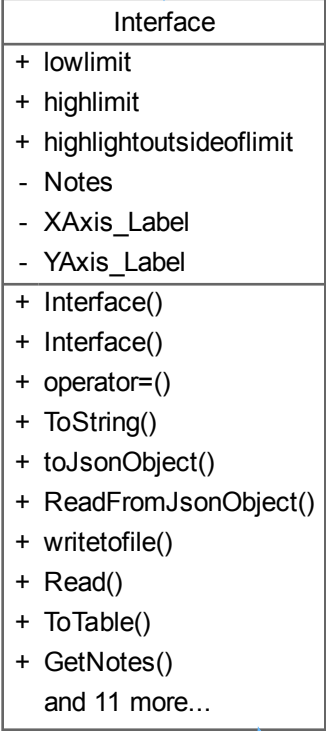 Interface
+ lowlimit
+ highlimit
+ highlightoutsideoflimit
- Notes
- XAxis_Label
- YAxis_Label
+ Interface()
+ Interface()
+ operator=()
+ ToString()
+ toJsonObject()
+ ReadFromJsonObject()
+ writetofile()
+ Read()
+ ToTable()
+ GetNotes()
and 11 more...